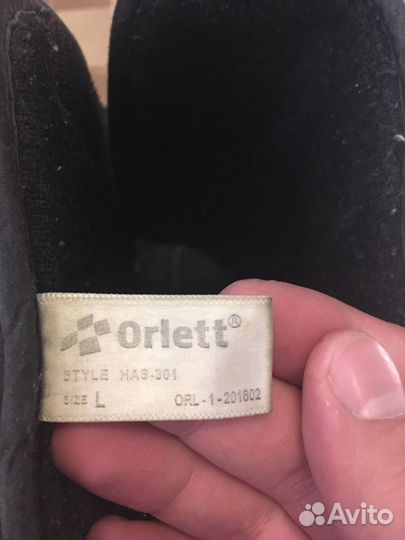 Orlett®
STYLE HAS-301
SIZE L ORL-1-201602
Avito